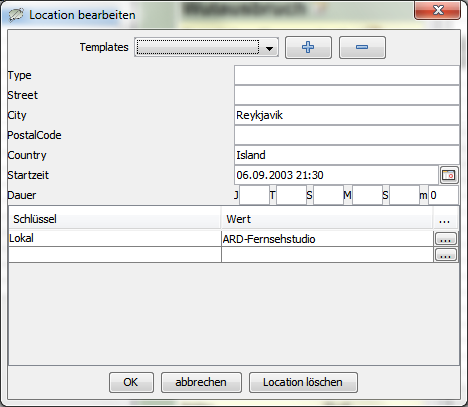 Location bearbeiten
Wutausbruch
Templates
Type
Street
City Reykjavik
PostalCode
Country Island
Startzeit 06.09.2003 21:30
Dauer J T S M S m 0
Schlüssel Wert ...
Lokal ARD-Fernsehstudio ...
...
OK abbrechen Location löschen